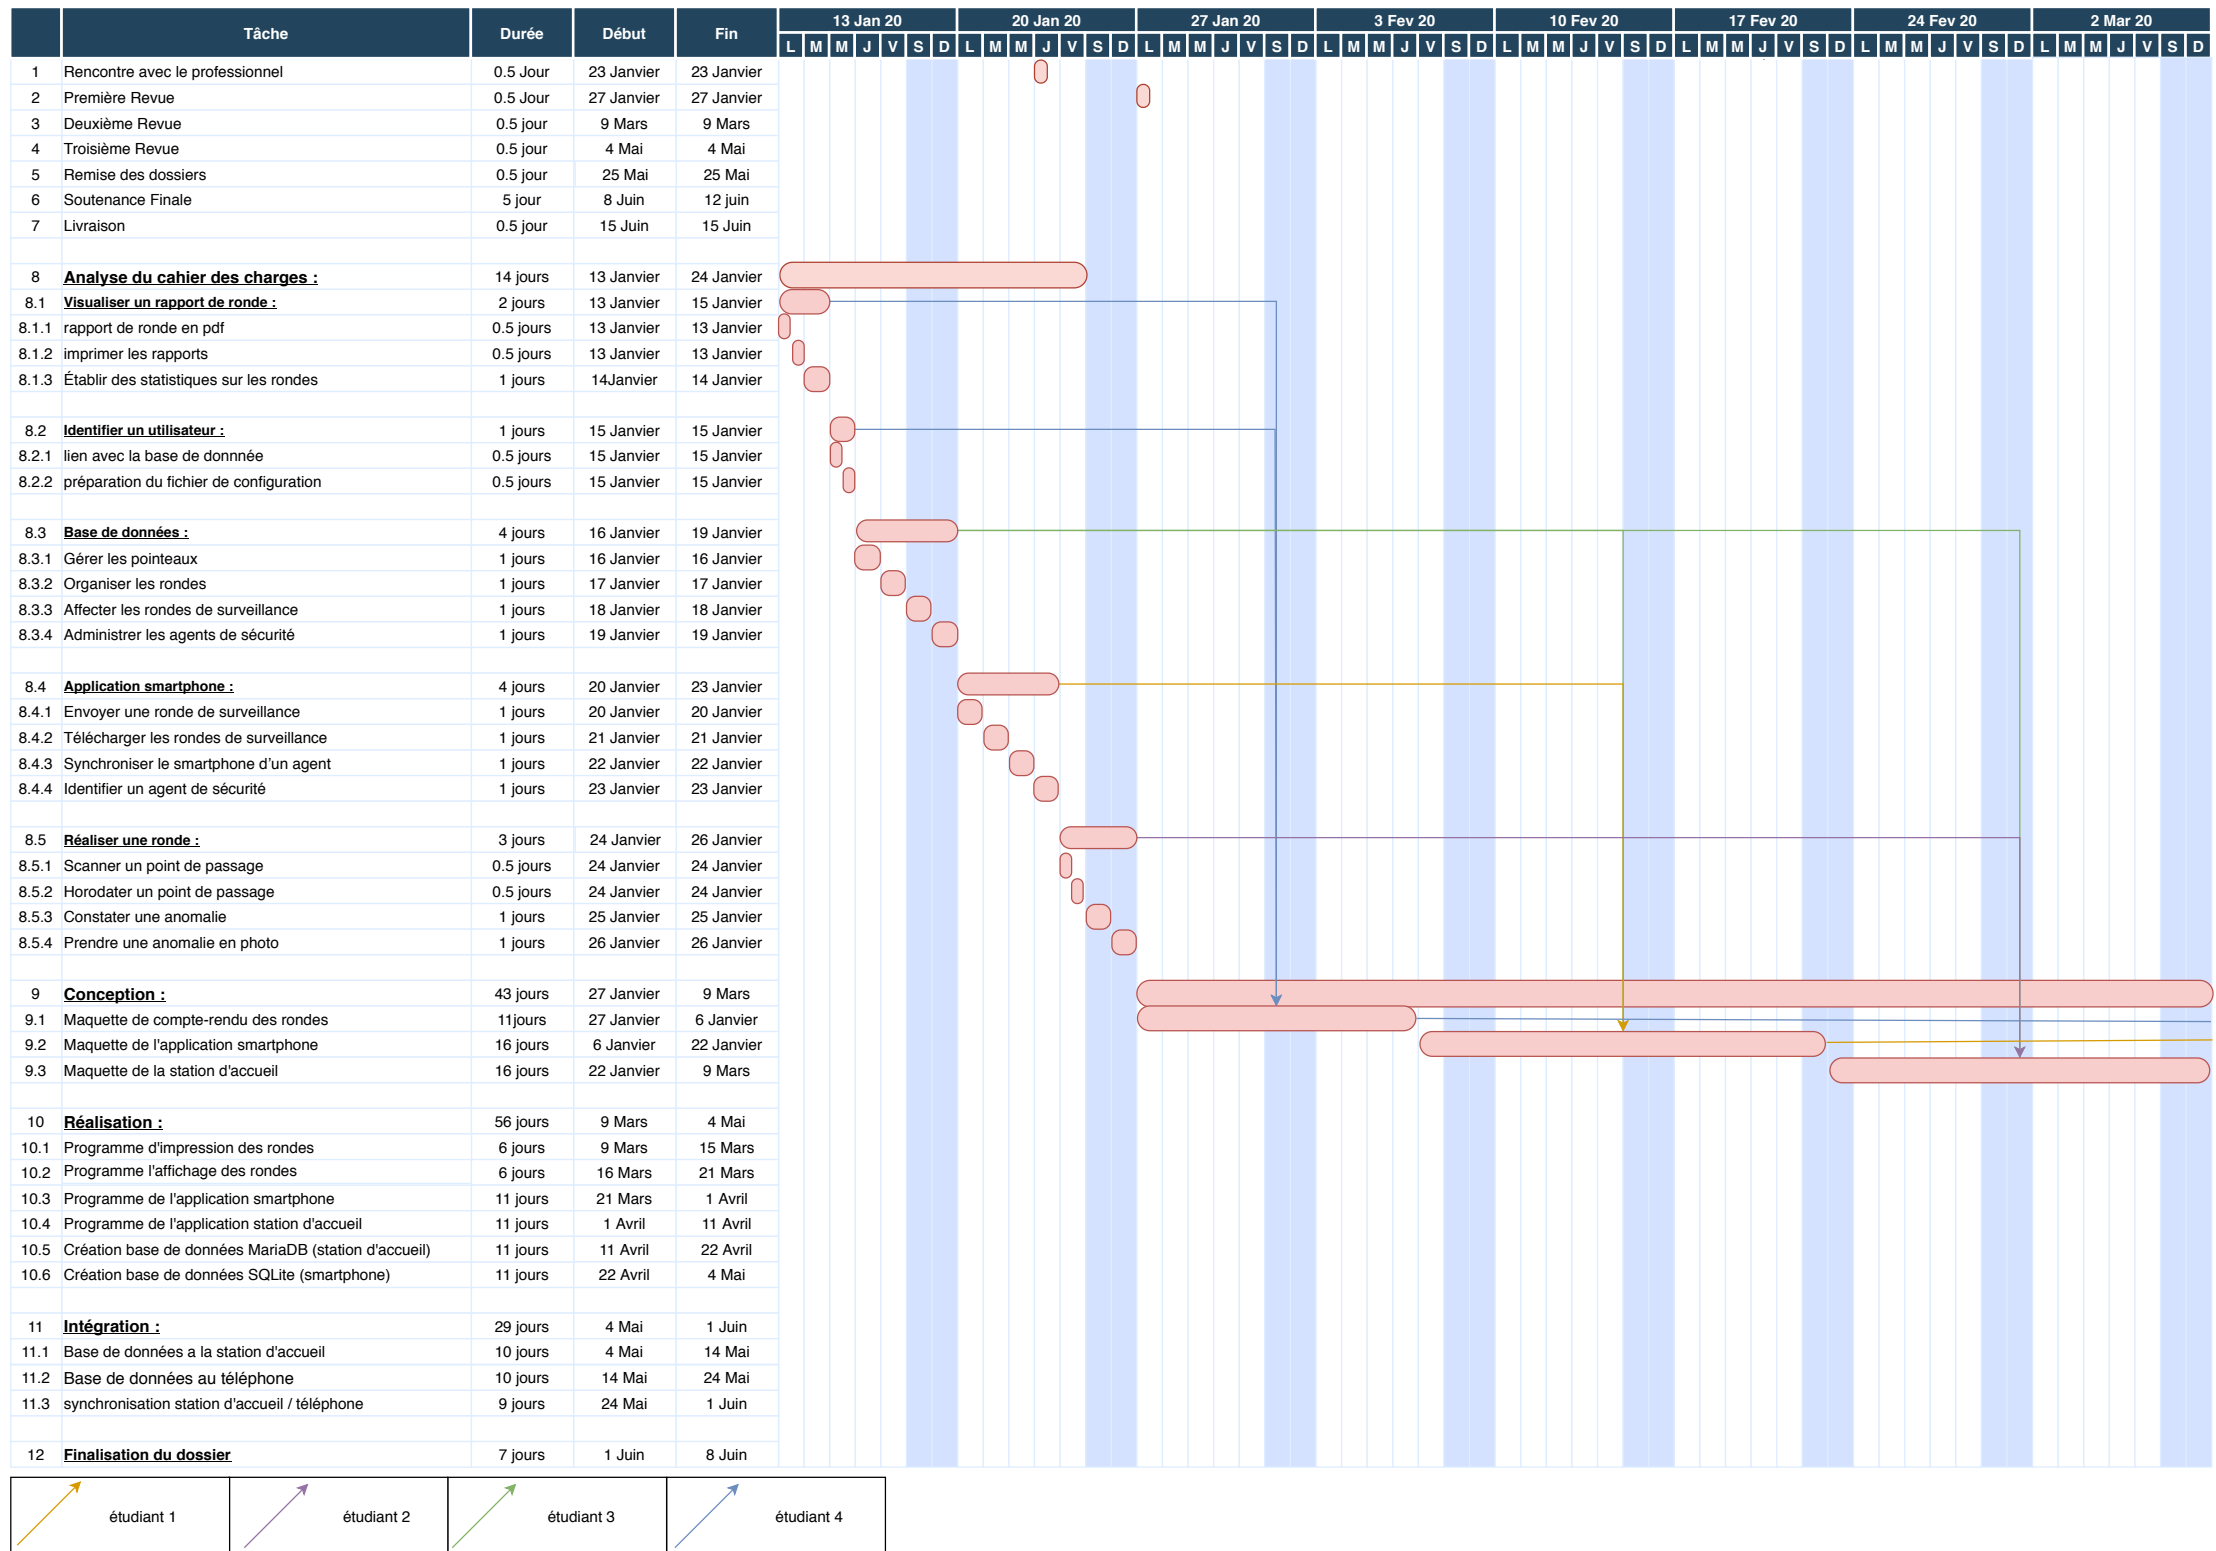 Tâche Durée Début Fin 13 Jan 20 20 Jan 20 27 Jan 20 3 Fev 20 10 Fev 20 17 Fev 20 24 Fev 20 2 Mar 20
L M M J V S D L M M J V S D L M M J V S D L M M J V S D L M M J V S D L M M J V S D L M M J V S D L M M J V S D
1 Rencontre avec le professionnel 0.5 Jour 23 Janvier 23 Janvier
2 Première Revue 0.5 Jour 27 Janvier 27 Janvier
3 Deuxième Revue 0.5 jour 9 Mars 9 Mars
4 Troisième Revue 0.5 jour 4 Mai 4 Mai
5 Remise des dossiers 0.5 jour 25 Mai 25 Mai
6 Soutenance Finale 5 jour 8 Juin 12 juin
7 Livraison 0.5 jour 15 Juin 15 Juin
8 Analyse du cahier des charges : 14 jours 13 Janvier 24 Janvier
8.1 Visualiser un rapport de ronde : 2 jours 13 Janvier 15 Janvier
8.1.1 rapport de ronde en pdf 0.5 jours 13 Janvier 13 Janvier
8.1.2 imprimer les rapports 0.5 jours 13 Janvier 13 Janvier
8.1.3 Établir des statistiques sur les rondes 1 jours 14Janvier 14 Janvier
8.2 Identifier un utilisateur : 1 jours 15 Janvier 15 Janvier
8.2.1 lien avec la base de donnnée 0.5 jours 15 Janvier 15 Janvier
8.2.2 préparation du fichier de configuration 0.5 jours 15 Janvier 15 Janvier
8.3 Base de données : 4 jours 16 Janvier 19 Janvier
8.3.1 Gérer les pointeaux 1 jours 16 Janvier 16 Janvier
8.3.2 Organiser les rondes 1 jours 17 Janvier 17 Janvier
8.3.3 Affecter les rondes de surveillance 1 jours 18 Janvier 18 Janvier
8.3.4 Administrer les agents de sécurité 1 jours 19 Janvier 19 Janvier
8.4 Application smartphone : 4 jours 20 Janvier 23 Janvier
8.4.1 Envoyer une ronde de surveillance 1 jours 20 Janvier 20 Janvier
8.4.2 Télécharger les rondes de surveillance 1 jours 21 Janvier 21 Janvier
8.4.3 Synchroniser le smartphone d'un agent 1 jours 22 Janvier 22 Janvier
8.4.4 Identifier un agent de sécurité 1 jours 23 Janvier 23 Janvier
8.5 Réaliser une ronde : 3 jours 24 Janvier 26 Janvier
8.5.1 Scanner un point de passage 0.5 jours 24 Janvier 24 Janvier
8.5.2 Horodater un point de passage 0.5 jours 24 Janvier 24 Janvier
8.5.3 Constater une anomalie 1 jours 25 Janvier 25 Janvier
8.5.4 Prendre une anomalie en photo 1 jours 26 Janvier 26 Janvier
9 Conception : 43 jours 27 Janvier 9 Mars
9.1 Maquette de compte-rendu des rondes 11jours 27 Janvier 6 Janvier
9.2 Maquette de l'application smartphone 16 jours 6 Janvier 22 Janvier
9.3 Maquette de la station d'accueil 16 jours 22 Janvier 9 Mars
10 Réalisation : 56 jours 9 Mars 4 Mai
10.1 Programme d'impression des rondes 6 jours 9 Mars 15 Mars
10.2 Programme l'affichage des rondes 6 jours 16 Mars 21 Mars
10.3 Programme de l'application smartphone 11 jours 21 Mars 1 Avril
10.4 Programme de l'application station d'accueil 11 jours 1 Avril 11 Avril
10.5 Création base de données MariaDB (station d'accueil) 11 jours 11 Avril 22 Avril
10.6 Création base de données SQLite (smartphone) 11 jours 22 Avril 4 Mai
11 Intégration : 29 jours 4 Mai 1 Juin
11.1 Base de données a la station d'accueil 10 jours 4 Mai 14 Mai
11.2 Base de données au téléphone 10 jours 14 Mai 24 Mai
11.3 synchronisation station d'accueil / téléphone 9 jours 24 Mai 1 Juin
12 Finalisation du dossier 7 jours 1 Juin 8 Juin
étudiant 1 étudiant 2 étudiant 3 étudiant 4